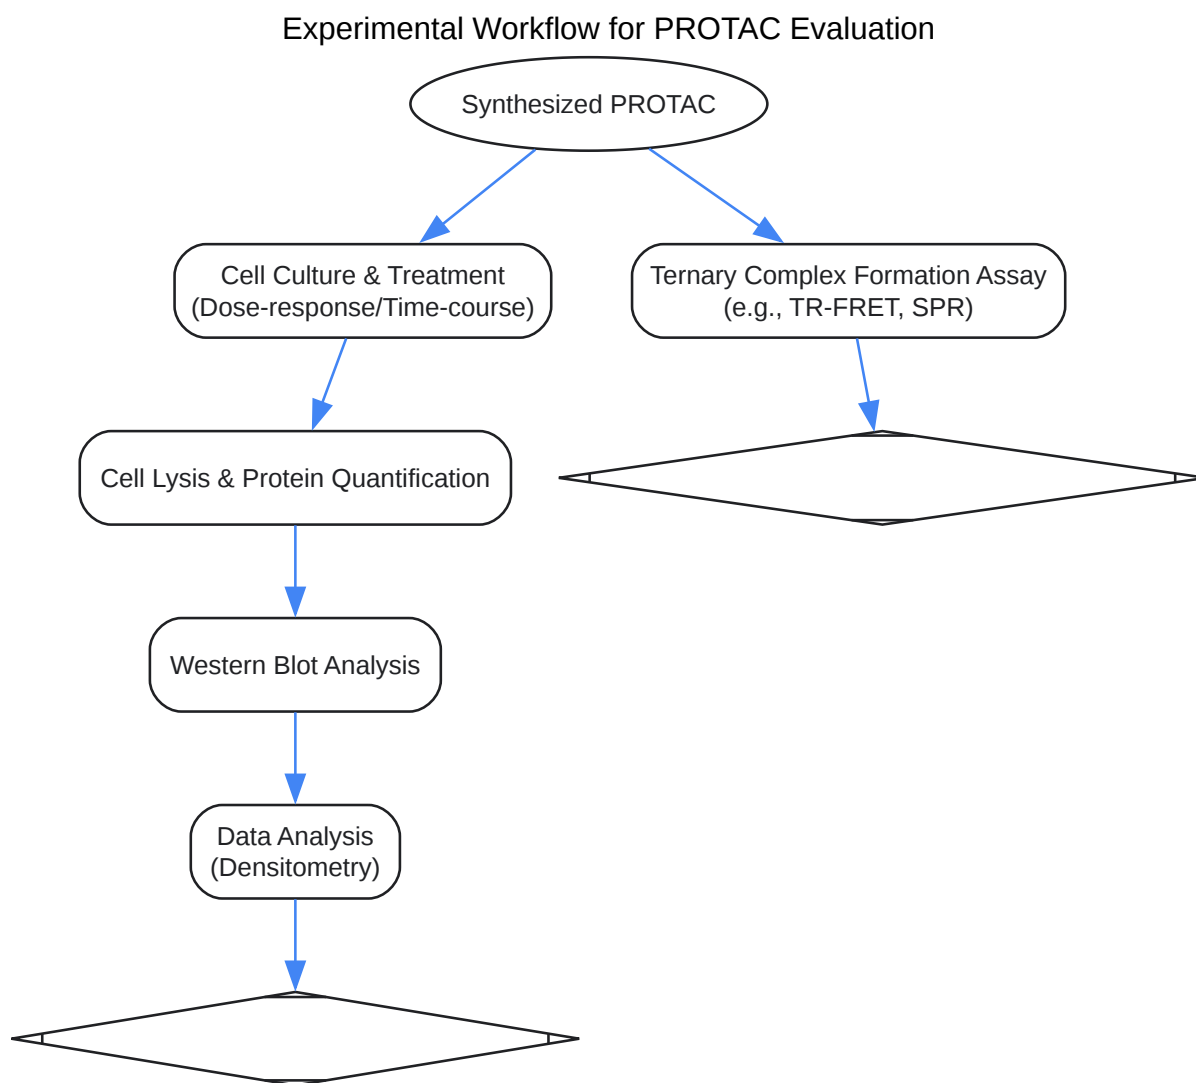 Experimental Workflow for PROTAC Evaluation
Synthesized PROTAC
Cell Culture & Treatment
(Dose-response/Time-course)
Ternary Complex Formation Assay
(e.g., TR-FRET, SPR)
Cell Lysis & Protein Quantification
Western Blot Analysis
Data Analysis
(Densitometry)